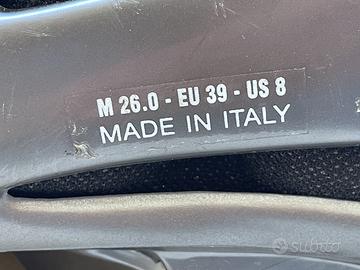 M 26.0 - EU 39 - US 8
MADE IN ITALY
subito